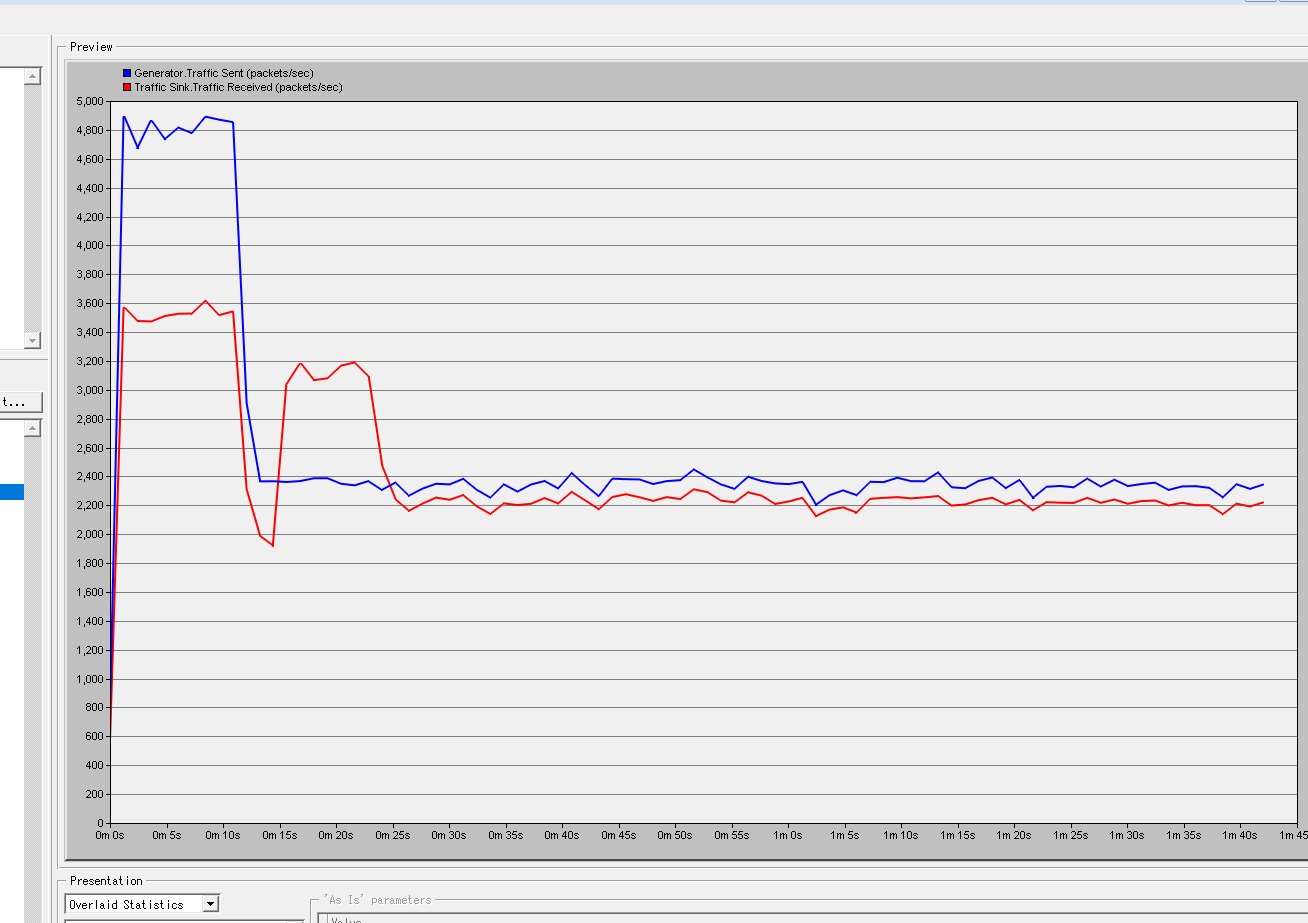 Preview
Generator.Traffic Sent (packets/sec)
Traffic Sink.Traffic Received (packets/sec)
5,000
4,800
4,600
4,400
4,200
4,000
3,800
3,600
3,400
3,200
3,000
2,800
2,600
2,400
2,200
2,000
1,800
1,600
1,400
1,200
1,000
800
600
400
200
0
0m 0s 0m 5s 0m 10s 0m 15s 0m 20s 0m 25s 0m 30s 0m 35s 0m 40s 0m 45s 0m 50s 0m 55s 1m 0s 1m 5s 1m 10s 1m 15s 1m 20s 1m 25s 1m 30s 1m 35s 1m 40s 1m 45
t...
Presentation
Overlaid Statistics
'As Is' parameters
Value